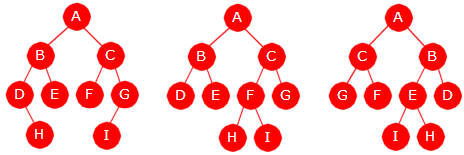 A A A
B C B C C B
D E F G D E F G G F E D
H I H I I H